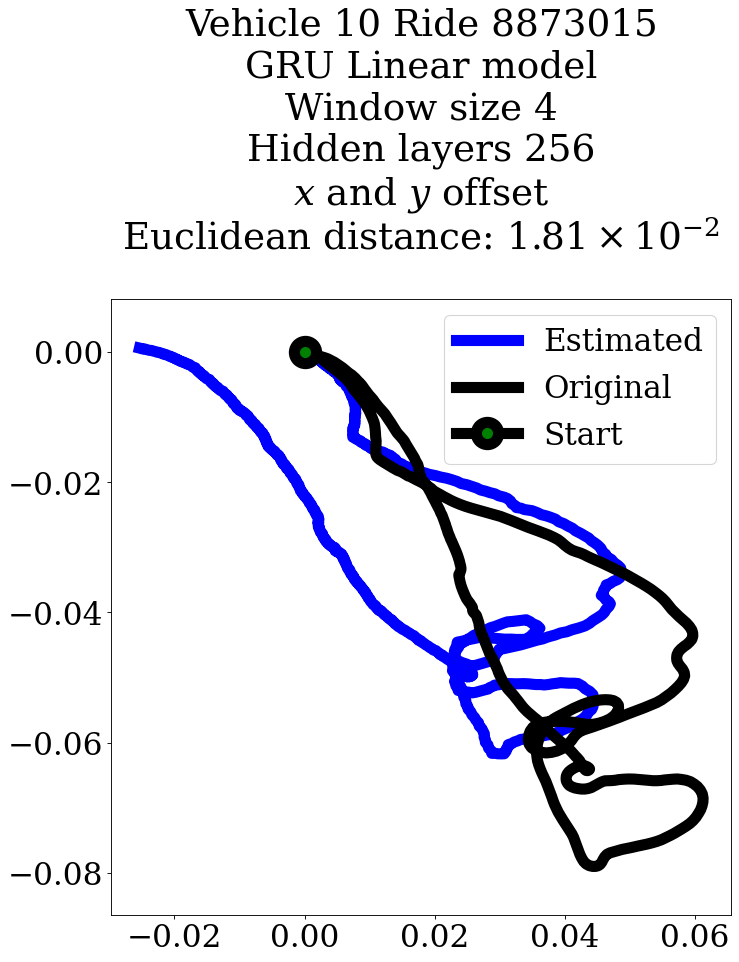 Vehicle 10 Ride 8873015
GRU Linear model
Window size 4
Hidden layers 256
x and y offset
Euclidean distance: 1.81 × 10⁻²
Estimated
Original
Start
0.00
−0.02
−0.04
−0.06
−0.08
−0.02 0.00 0.02 0.04 0.06